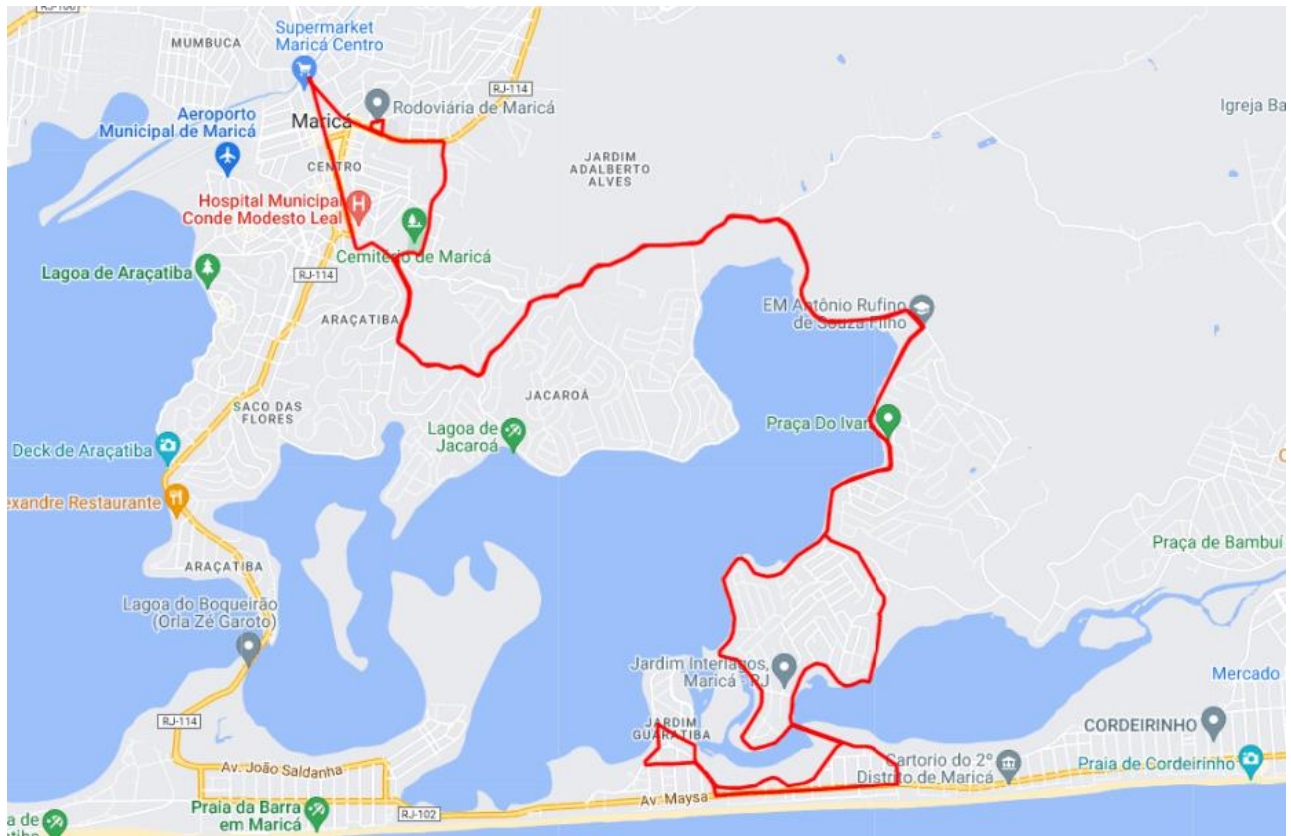 RJ-106
MUMBUCA
Supermarket
Maricá Centro
RJ-114
Rodoviária de Maricá
Maricá
Aeroporto
Municipal de Maricá
Igreja Ba
CENTRO
JARDIM
ADALBERTO
ALVES
Hospital Municipal
Conde Modesto Leal
Cemitério de Maricá
Lagoa de Araçatiba
RJ-114
ARAÇATIBA
EM Antônio Rufino
de Souza Filho
JACAROÁ
SACO DAS
FLORES
Lagoa de
Jacaroá
Praça Do Ivan
Deck de Araçatiba
exandre Restaurante
Praça de Bambuí
ARAÇATIBA
Lagoa do Boqueirão
(Orla Zé Garoto)
Jardim Interlagos,
Maricá - RJ
Mercado
RJ-114
JARDIM
GUARATIBA
CORDEIRINHO
Av. João Saldanha
Cartorio do 2º
Distrito de Maricá
Praia de Cordeirinho
Praia da Barra
em Maricá
Av. Maysa
RJ-102
a de